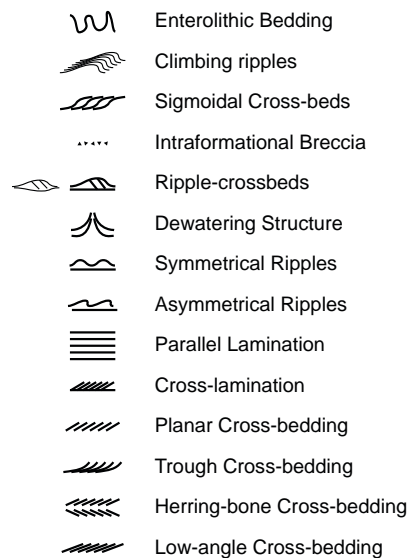 Enterolithic Bedding
Climbing ripples
Sigmoidal Cross-beds
Intraformational Breccia
Ripple-crossbeds
Dewatering Structure
Symmetrical Ripples
Asymmetrical Ripples
Parallel Lamination
Cross-lamination
Planar Cross-bedding
Trough Cross-bedding
Herring-bone Cross-bedding
Low-angle Cross-bedding